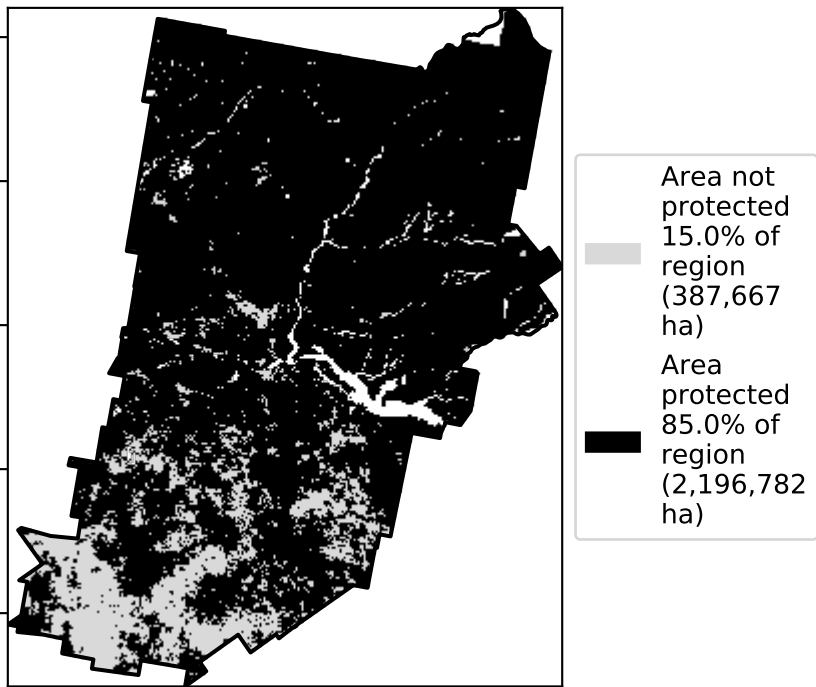 Area not
protected
15.0% of
region
(387,667
ha)
Area
protected
85.0% of
region
(2,196,782
ha)